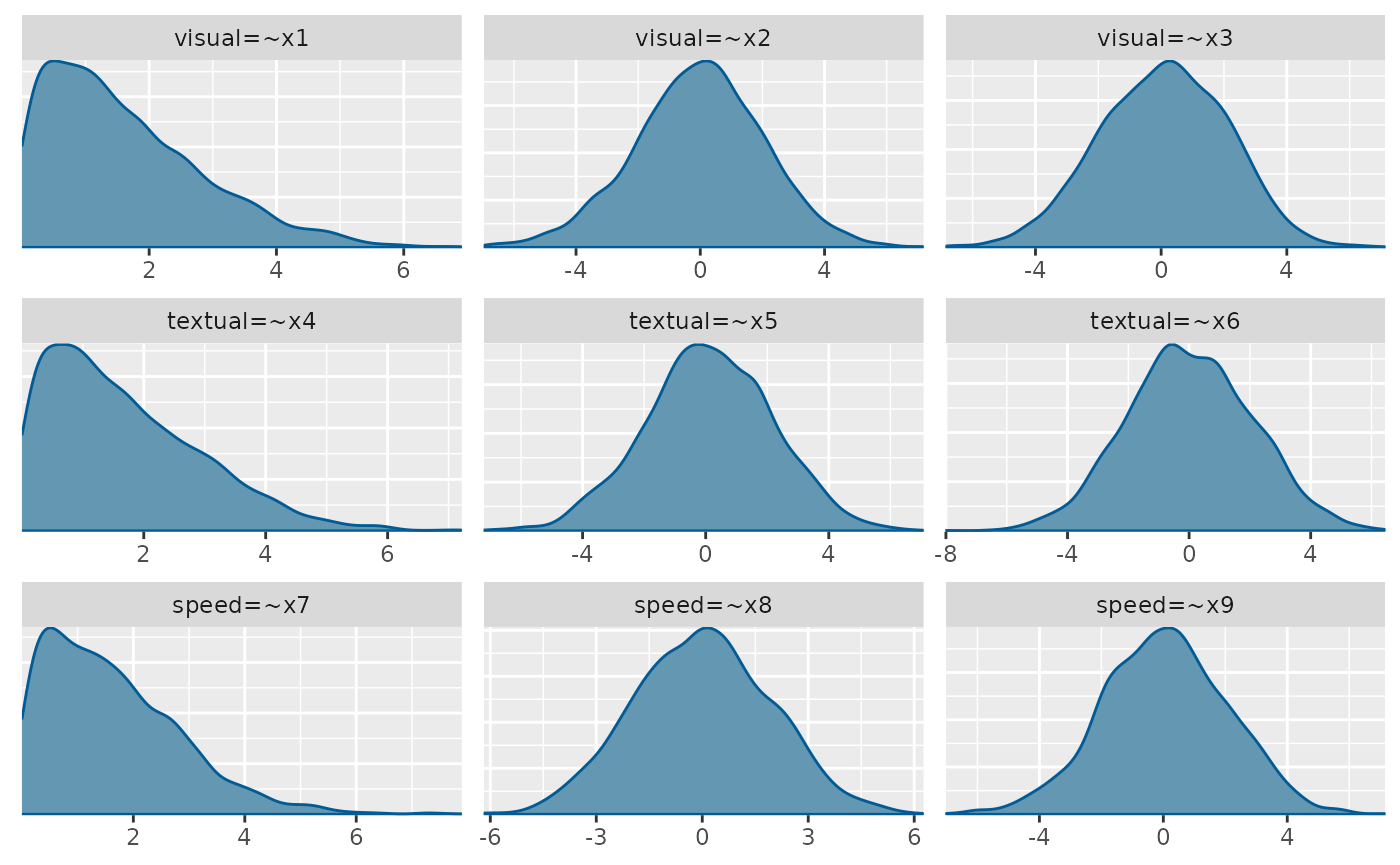 visual=~x1 visual=~x2 visual=~x3
2 4 6 -4 0 4 -4 0 4
textual=~x4 textual=~x5 textual=~x6
2 4 6 -4 0 4 -8 -4 0 4
speed=~x7 speed=~x8 speed=~x9
2 4 6 -6 -3 0 3 6 -4 0 4